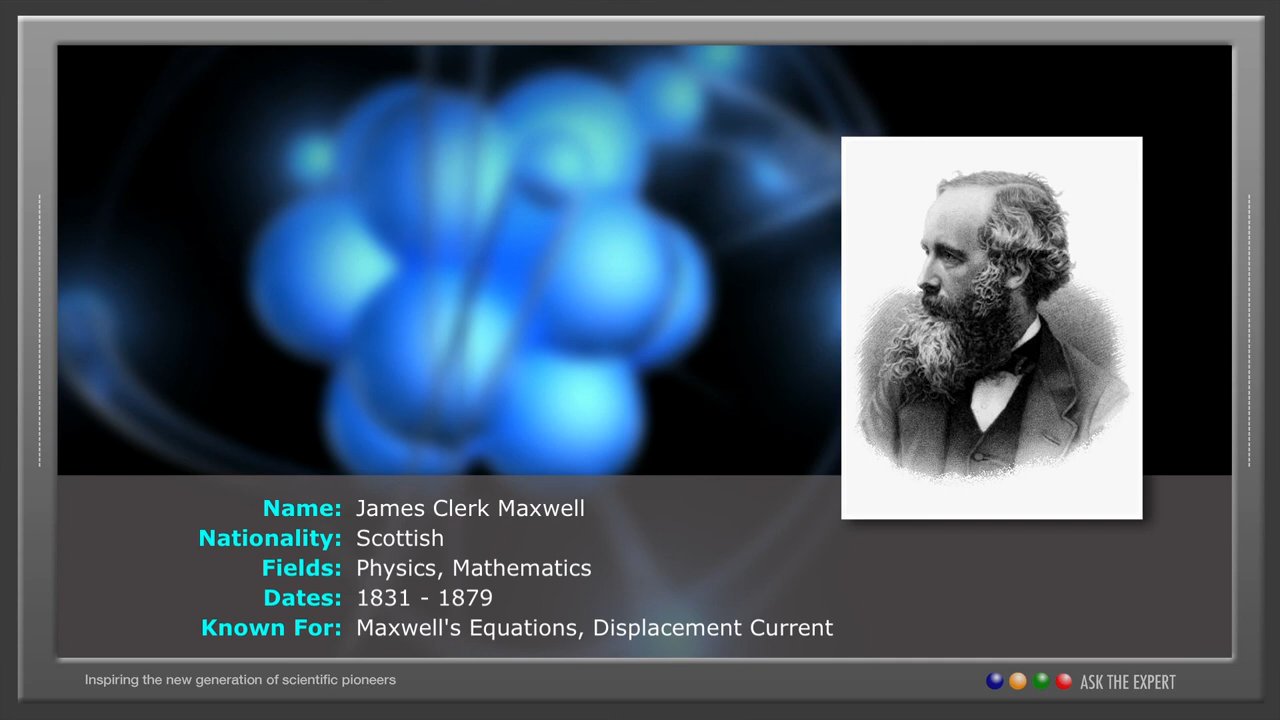 Name: James Clerk Maxwell
Nationality: Scottish
Fields: Physics, Mathematics
Dates: 1831 - 1879
Known For: Maxwell's Equations, Displacement Current
Inspiring the new generation of scientific pioneers
ASK THE EXPERT